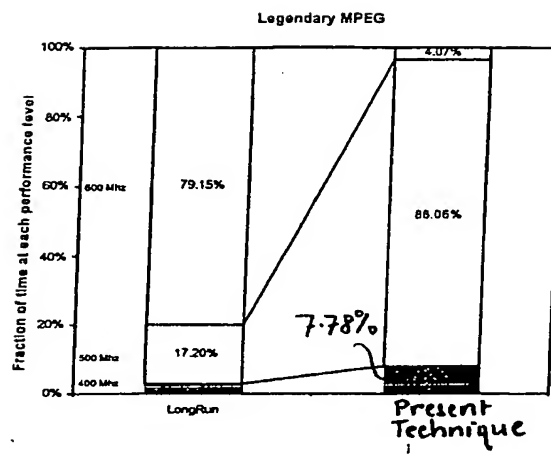 Legendary MPEG
Fraction of time at each performance level
100%
80%
60%
40%
20%
0%
600 Mhz
500 Mhz
400 Mhz
79.15%
17.20%
4.07%
88.06%
7.78%
LongRun
Present
Technique